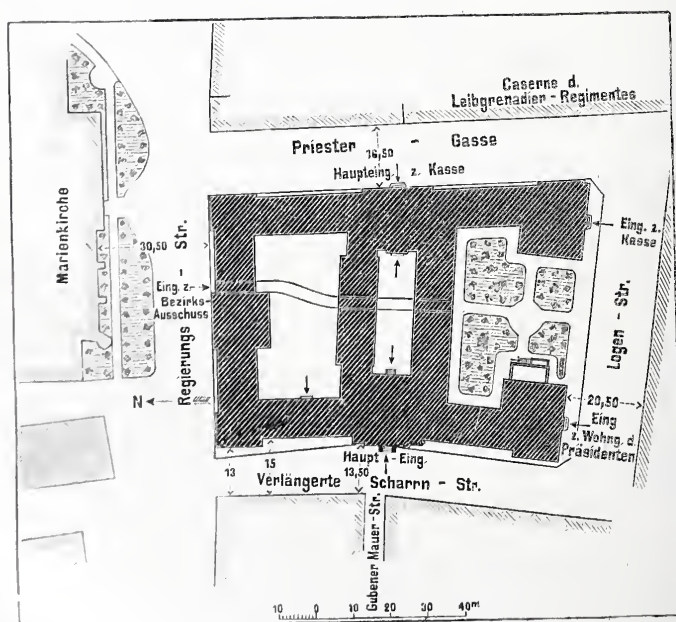 Caserne d.
Leibgrenadier-Regimentes
Priester - Gasse
16,50
Haupteing. z. Kasse
Marienkirche
30,50
Regierungs - Str.
Eing. z.
Bezirks-
Ausschuss
Eing. z.
Kasse
Logen - Str.
N
20,50
Eing
z. Wohng. d.
Präsidenten
13
15
13,50
Haupt - Eing.
Verlängerte Scharrn - Str.
Gubener Mauer-Str.
10 0 10 20 30 40m